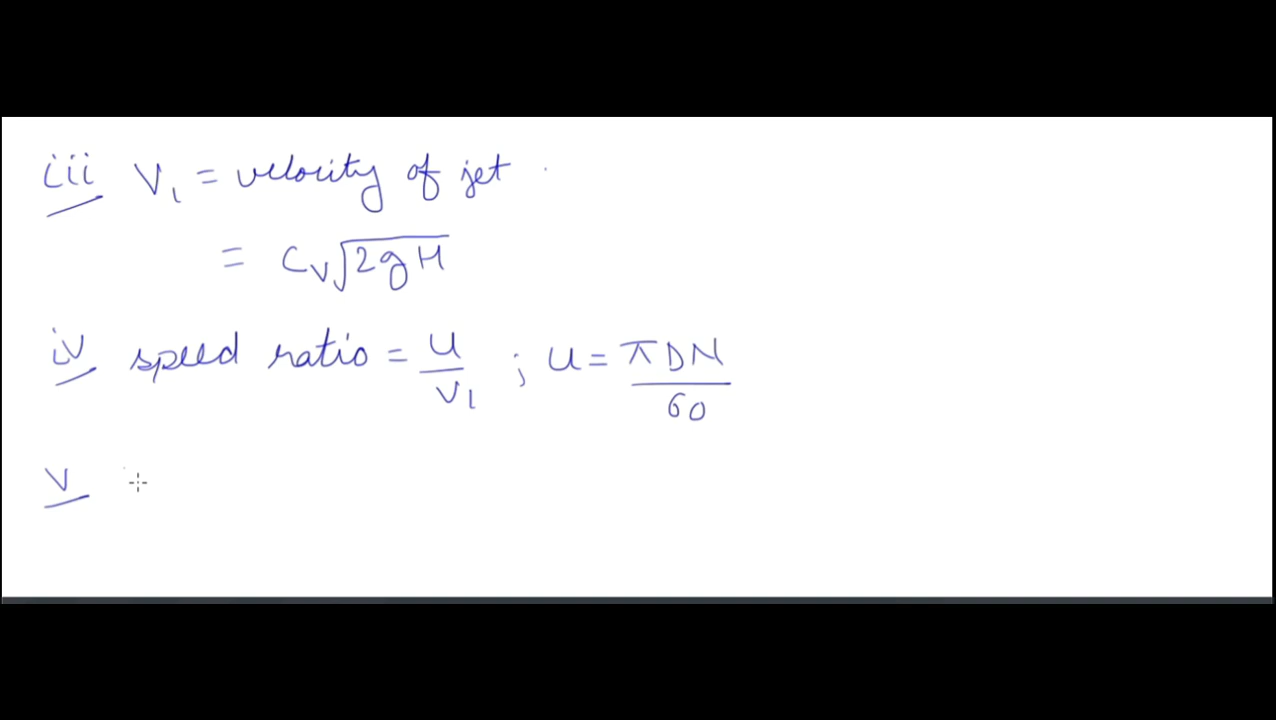 iii V₁ = velocity of jet
= Cv√2gH
iv speed ratio = u/V₁ ; u = πDN/60
v